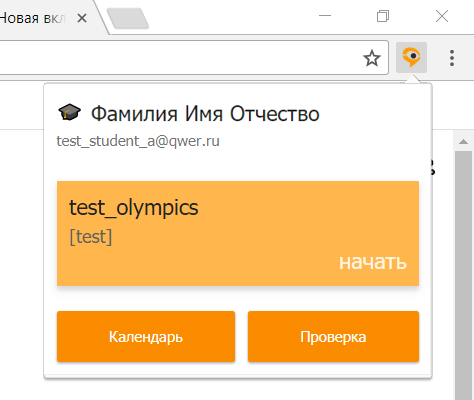 Новая вкл
Фамилия Имя Отчество
test_student_a@qwer.ru
test_olympics
[test]
начать
Календарь
Проверка